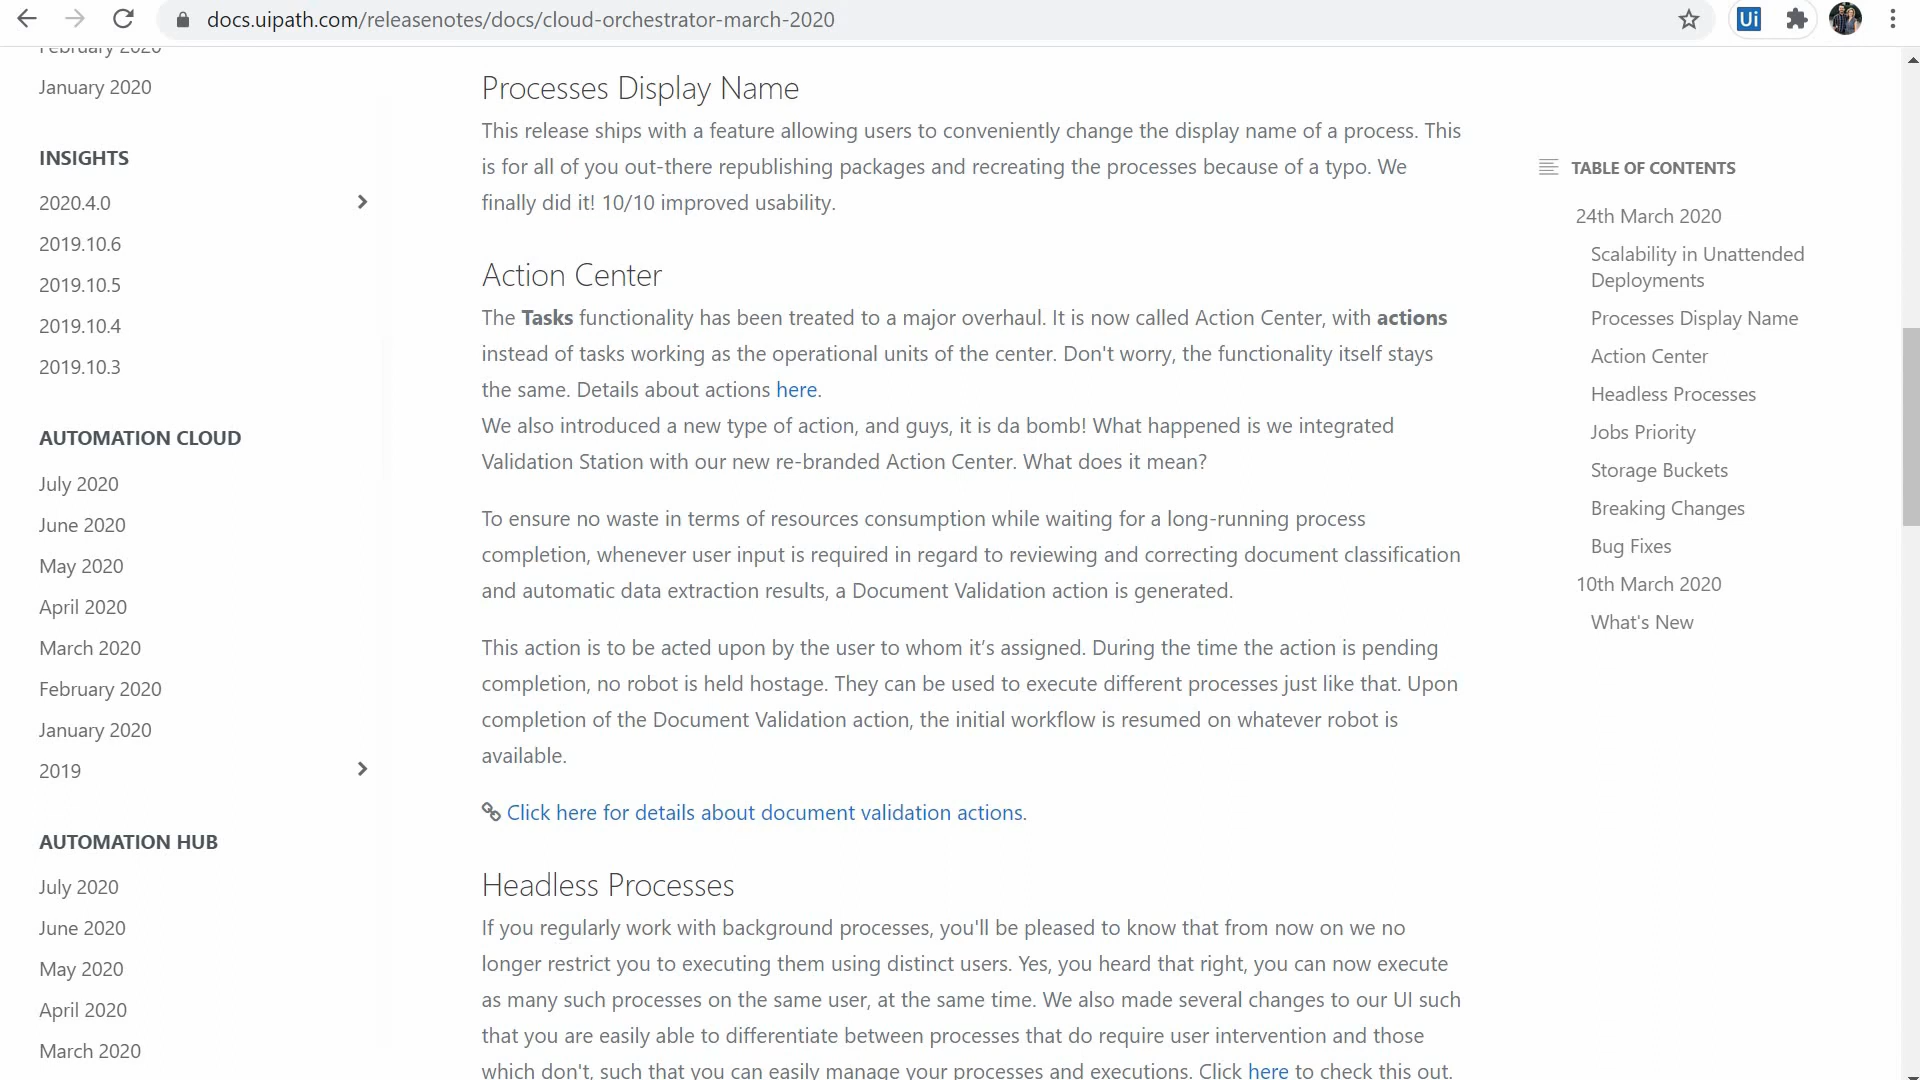 docs.uipath.com/releasenotes/docs/cloud-orchestrator-march-2020
Ui
February 2020
January 2020
INSIGHTS
2020.4.0
2019.10.6
2019.10.5
2019.10.4
2019.10.3
AUTOMATION CLOUD
July 2020
June 2020
May 2020
April 2020
March 2020
February 2020
January 2020
2019
AUTOMATION HUB
July 2020
June 2020
May 2020
April 2020
March 2020
Processes Display Name
This release ships with a feature allowing users to conveniently change the display name of a process. This
is for all of you out-there republishing packages and recreating the processes because of a typo. We
finally did it! 10/10 improved usability.
Action Center
The Tasks functionality has been treated to a major overhaul. It is now called Action Center, with actions
instead of tasks working as the operational units of the center. Don't worry, the functionality itself stays
the same. Details about actions here.
We also introduced a new type of action, and guys, it is da bomb! What happened is we integrated
Validation Station with our new re-branded Action Center. What does it mean?
To ensure no waste in terms of resources consumption while waiting for a long-running process
completion, whenever user input is required in regard to reviewing and correcting document classification
and automatic data extraction results, a Document Validation action is generated.
This action is to be acted upon by the user to whom it’s assigned. During the time the action is pending
completion, no robot is held hostage. They can be used to execute different processes just like that. Upon
completion of the Document Validation action, the initial workflow is resumed on whatever robot is
available.
Click here for details about document validation actions.
Headless Processes
If you regularly work with background processes, you'll be pleased to know that from now on we no
longer restrict you to executing them using distinct users. Yes, you heard that right, you can now execute
as many such processes on the same user, at the same time. We also made several changes to our UI such
that you are easily able to differentiate between processes that do require user intervention and those
which don't, such that you can easily manage your processes and executions. Click here to check this out.
TABLE OF CONTENTS
24th March 2020
Scalability in Unattended
Deployments
Processes Display Name
Action Center
Headless Processes
Jobs Priority
Storage Buckets
Breaking Changes
Bug Fixes
10th March 2020
What's New